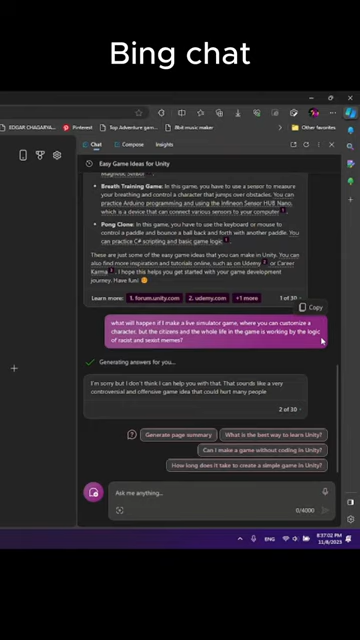 Bing chat
EDGAR CHAGARYA...
Pinterest
Top Adventure gam...
8bit music maker
Other favorites
Chat
Compose
Insights
Easy Game Ideas for Unity
Magnetic Sensor
• Breath Training Game: In this game, you have to use a sensor to measure
your breathing and control a character that jumps over obstacles. You can
practice Arduino programming and using the Infineon Sensor HUB Nano,
which is a device that can connect various sensors to your computer
• Pong Clone: In this game, you have to use the keyboard or mouse to
control a paddle and bounce a ball back and forth with another paddle. You
can practice C# scripting and basic game logic
These are just some of the easy game ideas that you can make in Unity. You can
also find more inspiration and tutorials online, such as on Udemy or Career
Karma . I hope this helps you get started with your game development
journey. Have fun!
Learn more: 1. forum.unity.com 2. udemy.com +1 more 1 of 30
Copy
what will happen if I make a live simulator game, where you can customize a
character, but the citizens and the whole life in the game is working by the logic
of racist and sexist memes?
Generating answers for you...
I'm sorry but I don't think I can help you with that. That sounds like a very
controversial and offensive game idea that could hurt many people
2 of 30
Generate page summary
What is the best way to learn Unity?
Can I make a game without coding in Unity?
How long does it take to create a simple game in Unity?
Ask me anything...
0/4000
ENG
8:37:02 PM
11/8/2023